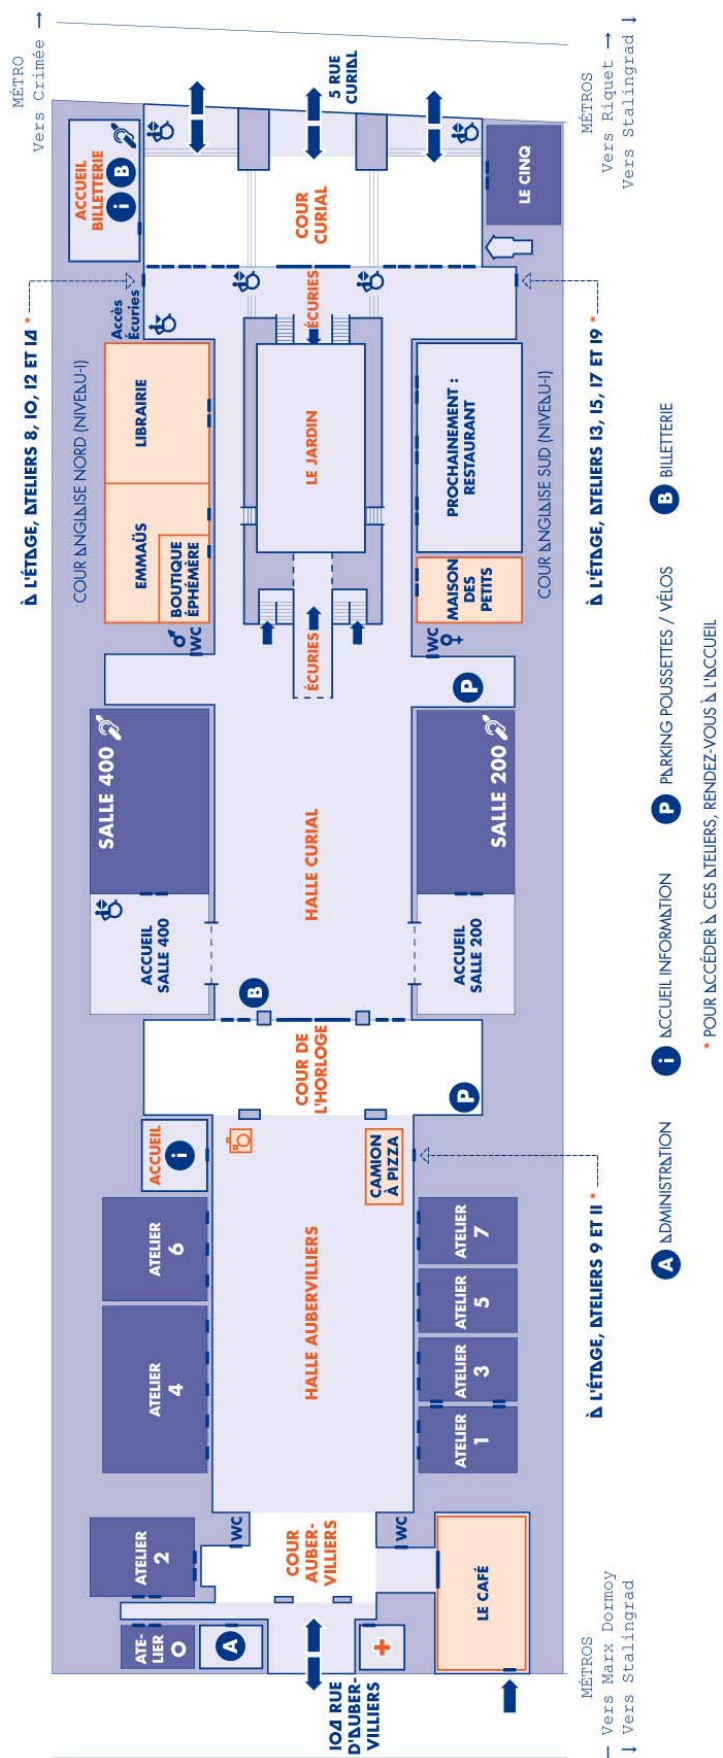 MÉTRO
Vers Crimée →
5 RUE
CURIAL
MÉTROS
Vers Riquet →
Vers Stalingrad ↓
ACCUEIL
BILLETTERIE
i B
COUR
CURIAL
LE CINQ
À L'ÉTAGE, ATELIERS 8, 10, 12 ET 14 *
Accès
Écuries
ÉCURIES
À L'ÉTAGE, ATELIERS 13, 15, 17 ET 19 *
COUR ANGLAISE NORD (NIVEAU-1)
LIBRAIRIE
EMMAÜS
BOUTIQUE
ÉPHÉMÈRE
LE JARDIN
PROCHAINEMENT :
RESTAURANT
MAISON
DES
PETITS
COUR ANGLAISE SUD (NIVEAU-1)
WC
ÉCURIES
WC
P
SALLE 400
SALLE 200
HALLE CURIAL
ACCUEIL
SALLE 400
ACCUEIL
SALLE 200
B
COUR DE
L'HORLOGE
P
ACCUEIL
i
CAMION
À PIZZA
À L'ÉTAGE, ATELIERS 9 ET 11 *
ATELIER
6
ATELIER
4
HALLE AUBERVILLIERS
ATELIER
7
ATELIER
5
ATELIER
3
ATELIER
1
ATELIER
2
WC
COUR
AUBER-
VILLIERS
WC
LE CAFÉ
ATE-
LIER
0
A
104 RUE
D'AUBER-
VILLIERS
MÉTROS
← Vers Marx Dormoy
↓ Vers Stalingrad
A ADMINISTRATION
i ACCUEIL INFORMATION
P PARKING POUSSETTES / VÉLOS
B BILLETTERIE
* POUR ACCÉDER À CES ATELIERS, RENDEZ-VOUS À L'ACCUEIL